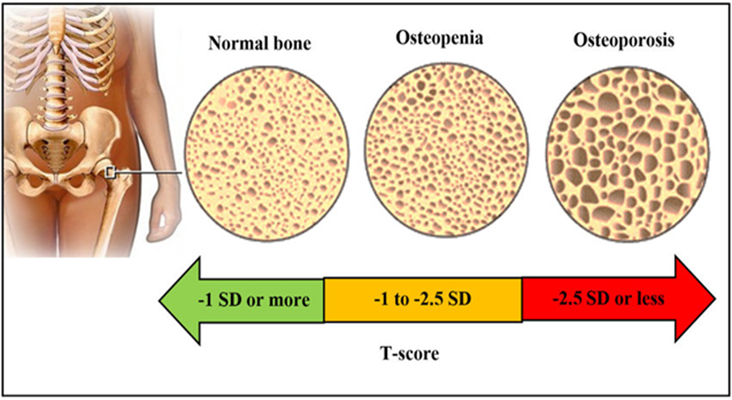 Normal bone
Osteopenia
Osteoporosis
-1 SD or more
-1 to -2.5 SD
-2.5 SD or less
T-score